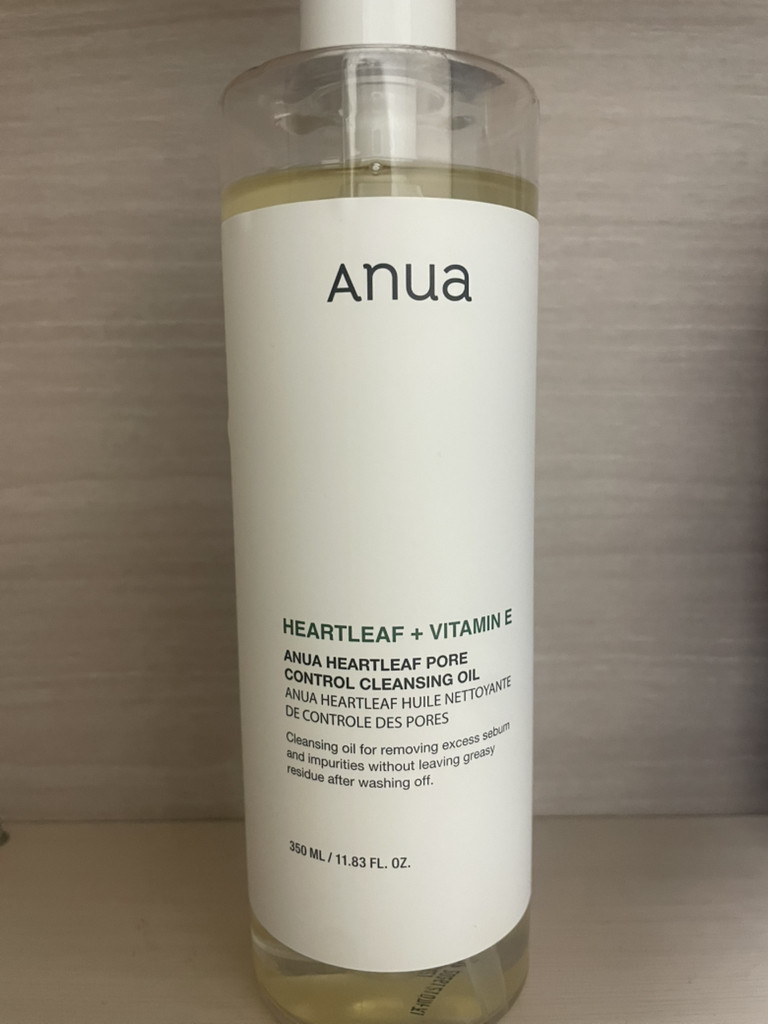 Anua
HEARTLEAF + VITAMIN E
ANUA HEARTLEAF PORE
CONTROL CLEANSING OIL
ANUA HEARTLEAF HUILE NETTOYANTE
DE CONTROLE DES PORES
Cleansing oil for removing excess sebum
and impurities without leaving greasy
residue after washing off.
350 ML / 11.83 FL. OZ.